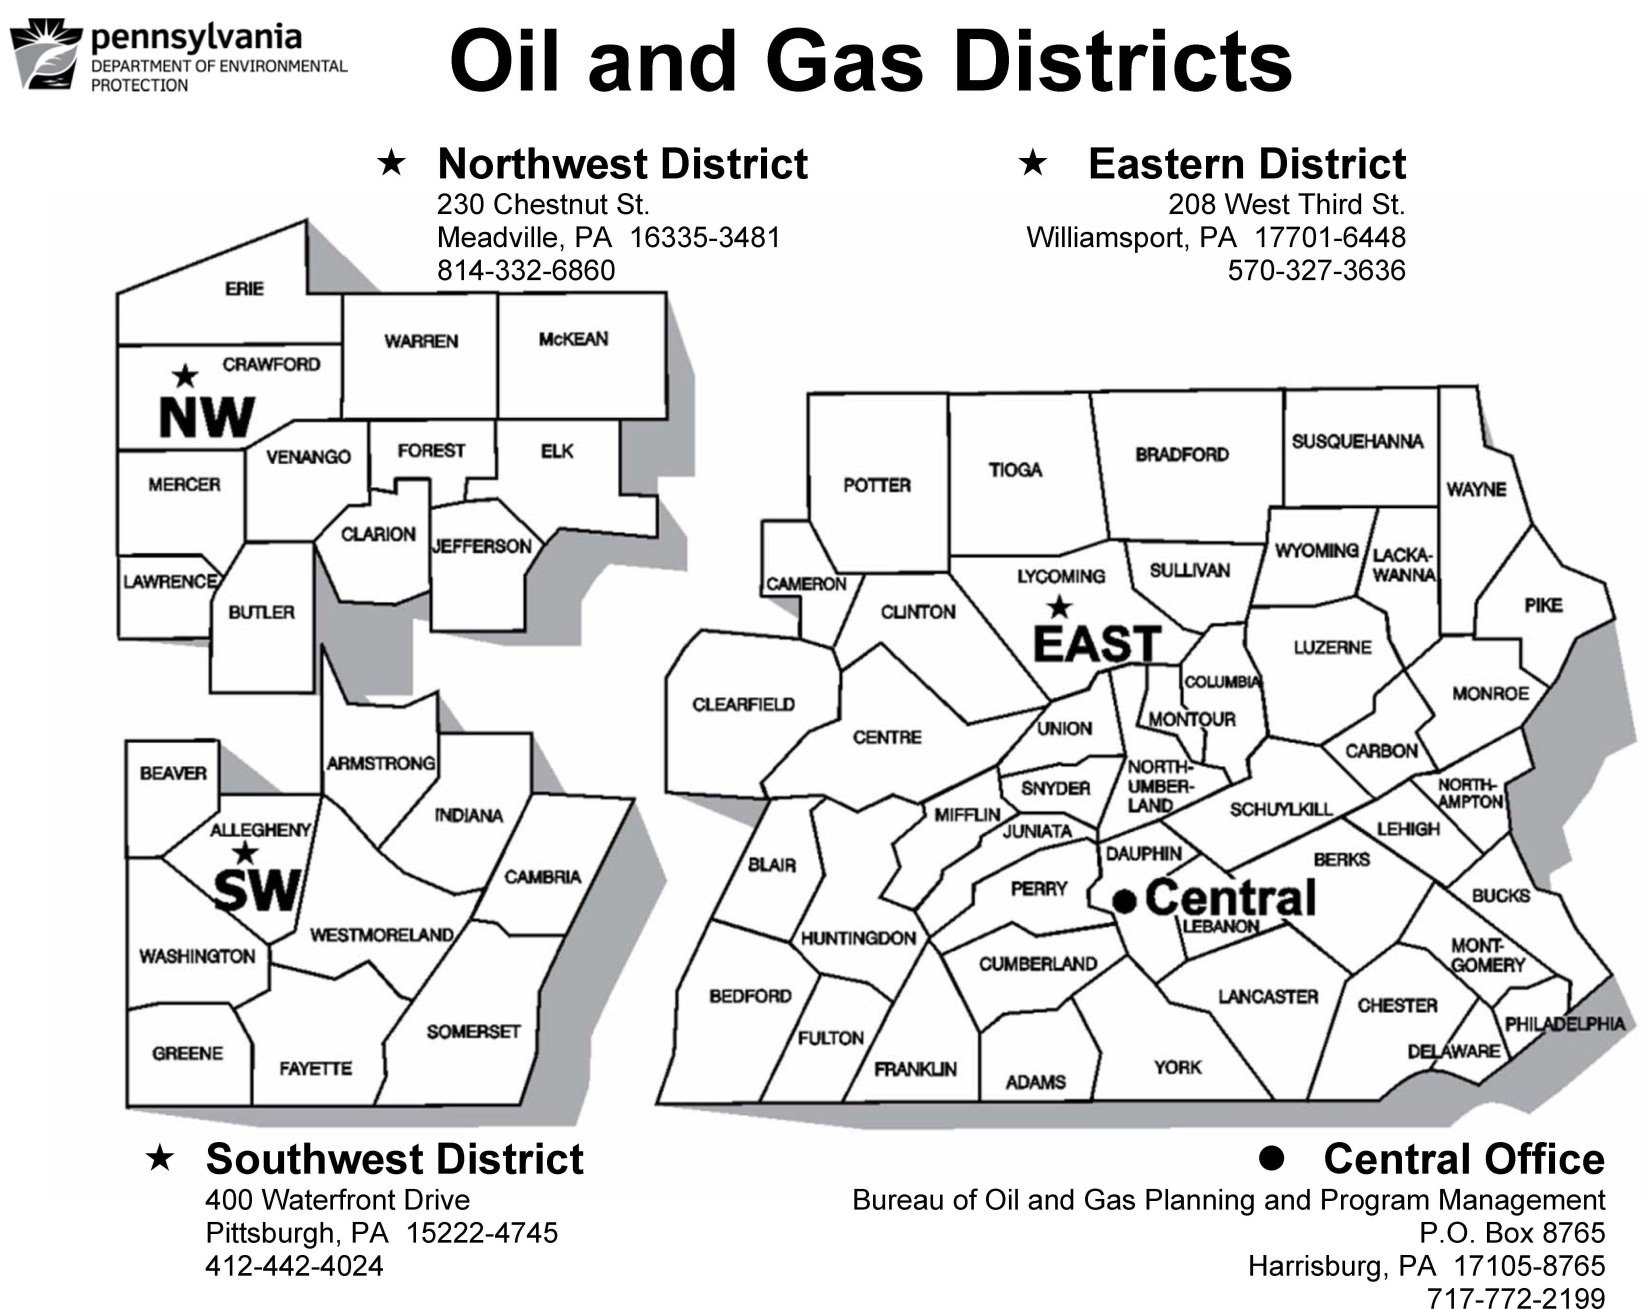 pennsylvania
DEPARTMENT OF ENVIRONMENTAL
PROTECTION
Oil and Gas Districts
★ Northwest District
230 Chestnut St.
Meadville, PA 16335-3481
814-332-6860
★ Eastern District
208 West Third St.
Williamsport, PA 17701-6448
570-327-3636
ERIE
WARREN
McKEAN
CRAWFORD
★
NW
VENANGO
FOREST
ELK
MERCER
CLARION
JEFFERSON
LAWRENCE
BUTLER
POTTER
TIOGA
BRADFORD
SUSQUEHANNA
WAYNE
WYOMING
LACKA-
WANNA
CAMERON
LYCOMING
SULLIVAN
CLINTON
★
EAST
PIKE
LUZERNE
COLUMBIA
MONROE
CLEARFIELD
MONTOUR
CENTRE
UNION
CARBON
NORTH-
UMBER-
LAND
SNYDER
NORTH-
AMPTON
MIFFLIN
SCHUYLKILL
JUNIATA
LEHIGH
DAUPHIN
BERKS
BLAIR
PERRY
● Central
BUCKS
LEBANON
HUNTINGDON
MONT-
GOMERY
CUMBERLAND
BEDFORD
LANCASTER
CHESTER
PHILADELPHIA
FULTON
DELAWARE
FRANKLIN
ADAMS
YORK
BEAVER
ARMSTRONG
INDIANA
ALLEGHENY
★
SW
CAMBRIA
WESTMORELAND
WASHINGTON
SOMERSET
GREENE
FAYETTE
★ Southwest District
400 Waterfront Drive
Pittsburgh, PA 15222-4745
412-442-4024
● Central Office
Bureau of Oil and Gas Planning and Program Management
P.O. Box 8765
Harrisburg, PA 17105-8765
717-772-2199